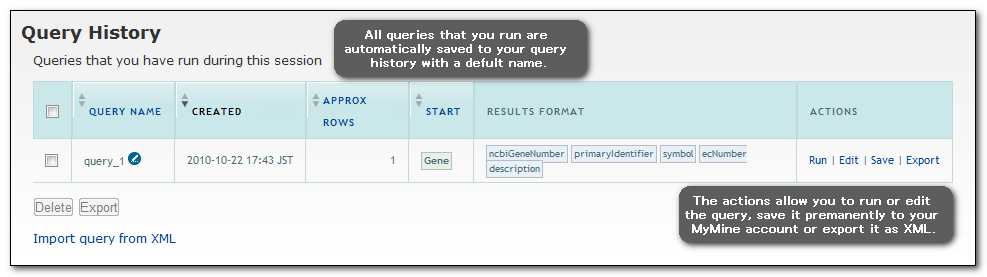 Query History
All queries that you run are
automatically saved to your query
history with a defult name.
Queries that you have run during this session
QUERY NAME CREATED APPROX ROWS START RESULTS FORMAT ACTIONS
query_1 2010-10-22 17:43 JST 1 Gene ncbiGeneNumber primaryIdentifier symbol ecNumber Run | Edit | Save | Export
description
Delete Export
The actions allow you to run or edit
the query, save it premanently to your
MyMine account or export it as XML.
Import query from XML